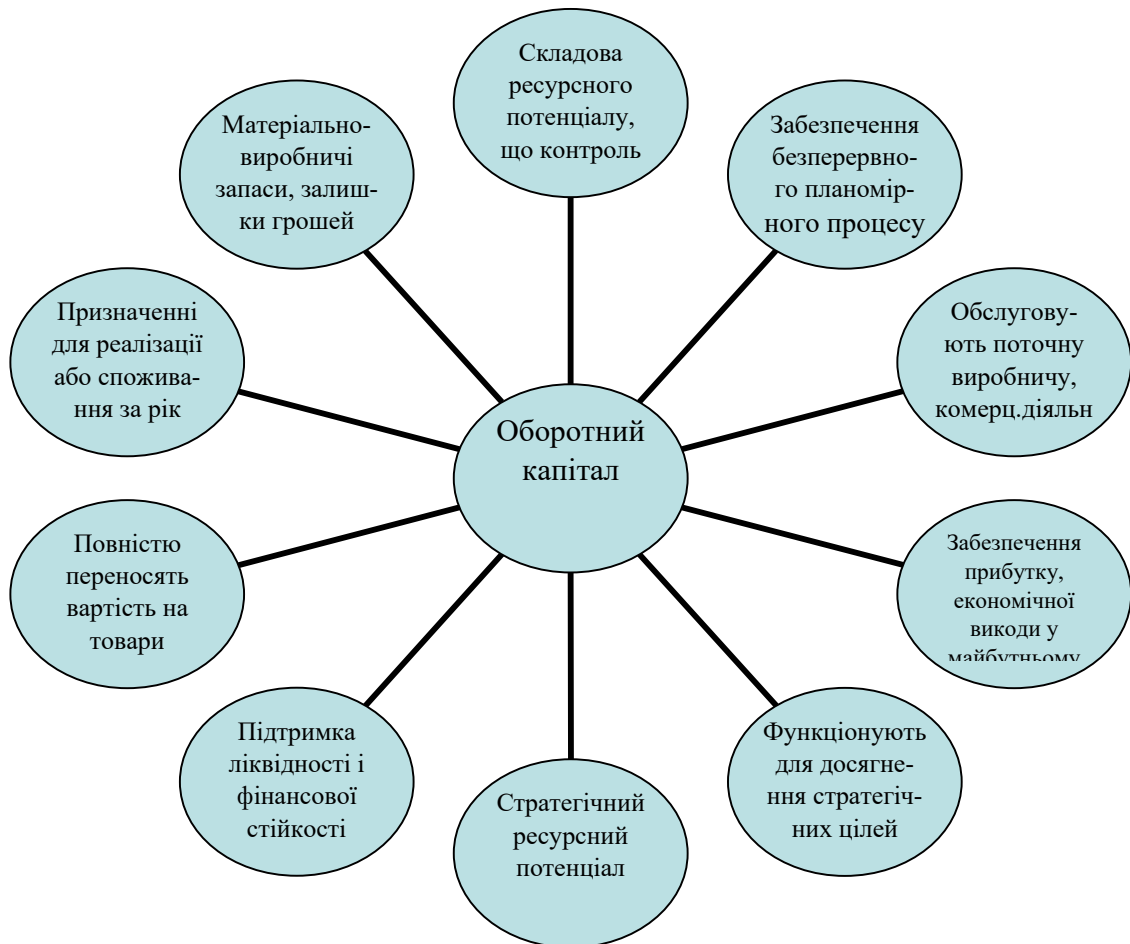 Складова
ресурсного
потенціалу,
що контроль
Матеріально-
виробничі
запаси, залиш-
ки грошей
Забезпечення
безперервно-
го планомір-
ного процесу
Призначенні
для реалізації
або спожива-
ння за рік
Обслугову-
ють поточну
виробничу,
комерц.діяльн
Оборотний
капітал
Повністю
переносять
вартість на
товари
Забезпечення
прибутку,
економічної
викоди у
майбутньому
Підтримка
ліквідності і
фінансової
стійкості
Стратегічний
ресурсний
потенціал
Функціонують
для досягне-
ння стратегіч-
них цілей